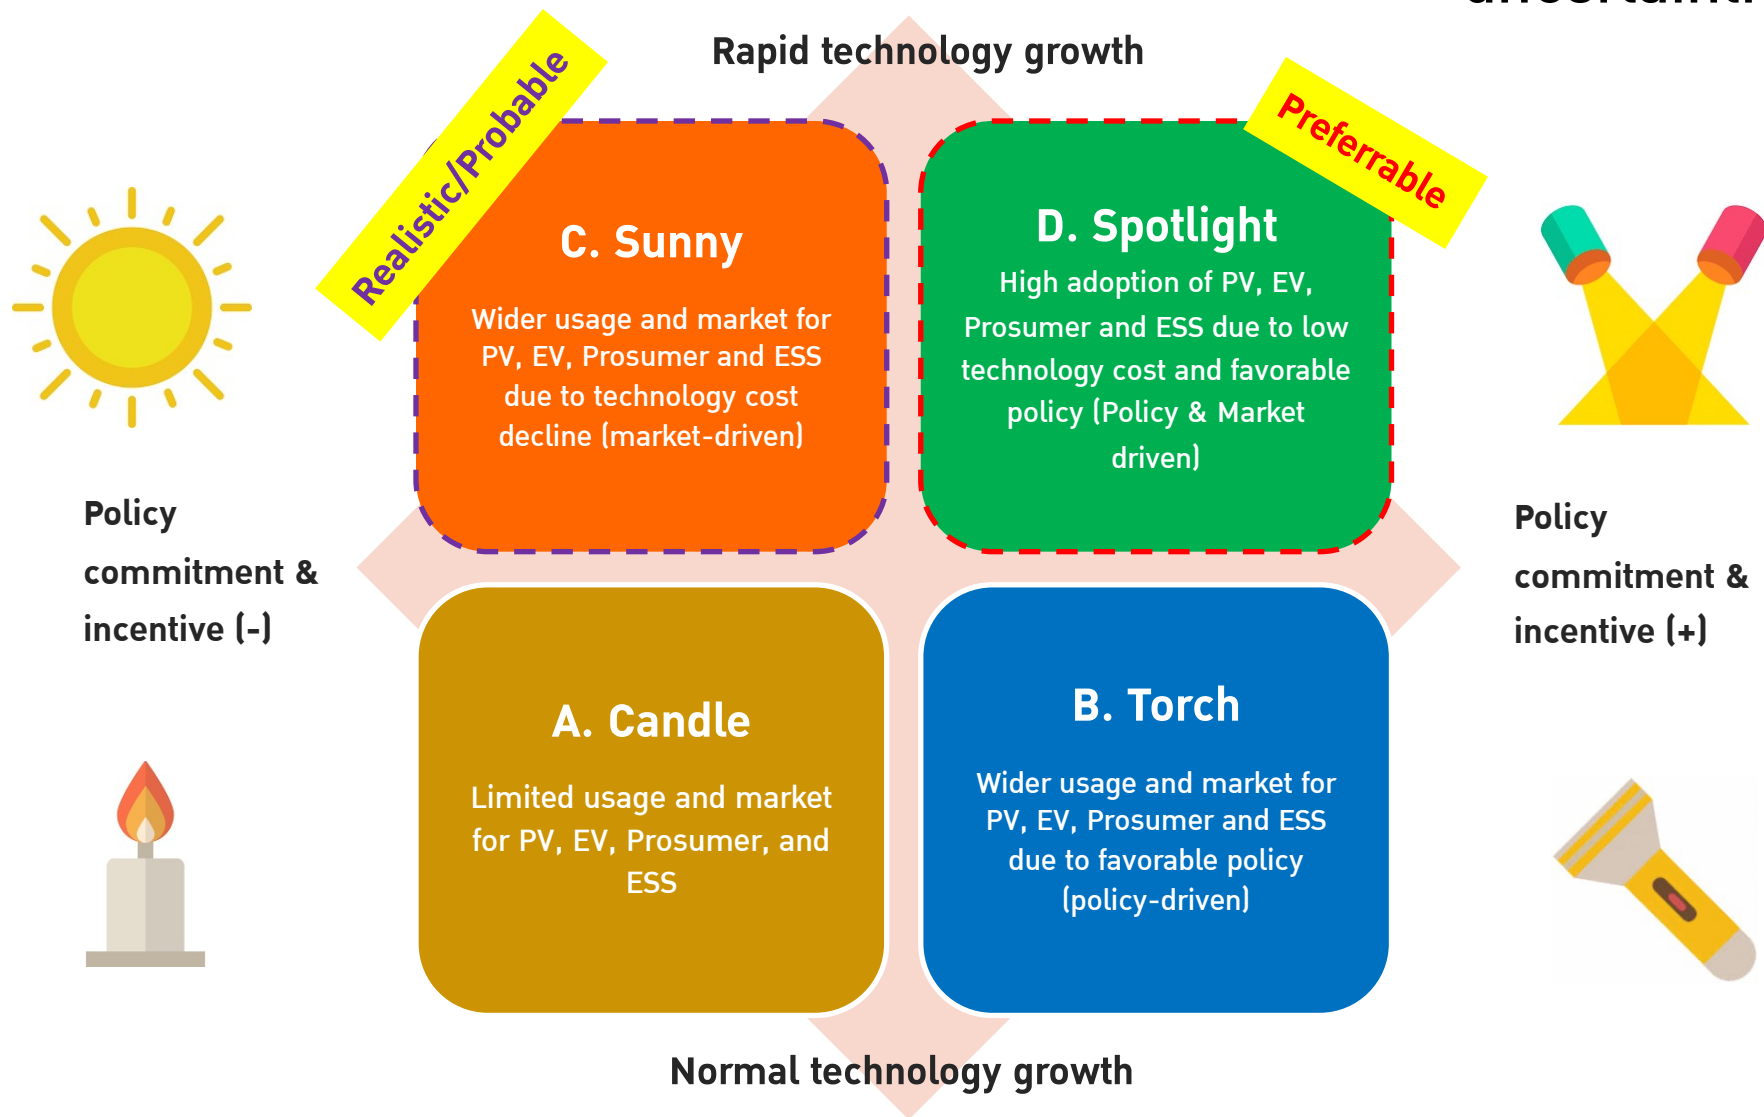 Rapid technology growth
Realistic/Probable
Preferrable
C. Sunny
Wider usage and market for
PV, EV, Prosumer and ESS
due to technology cost
decline (market-driven)
D. Spotlight
High adoption of PV, EV,
Prosumer and ESS due to low
technology cost and favorable
policy (Policy & Market
driven)
Policy
commitment &
incentive (-)
Policy
commitment &
incentive (+)
A. Candle
Limited usage and market
for PV, EV, Prosumer, and
ESS
B. Torch
Wider usage and market for
PV, EV, Prosumer and ESS
due to favorable policy
(policy-driven)
Normal technology growth